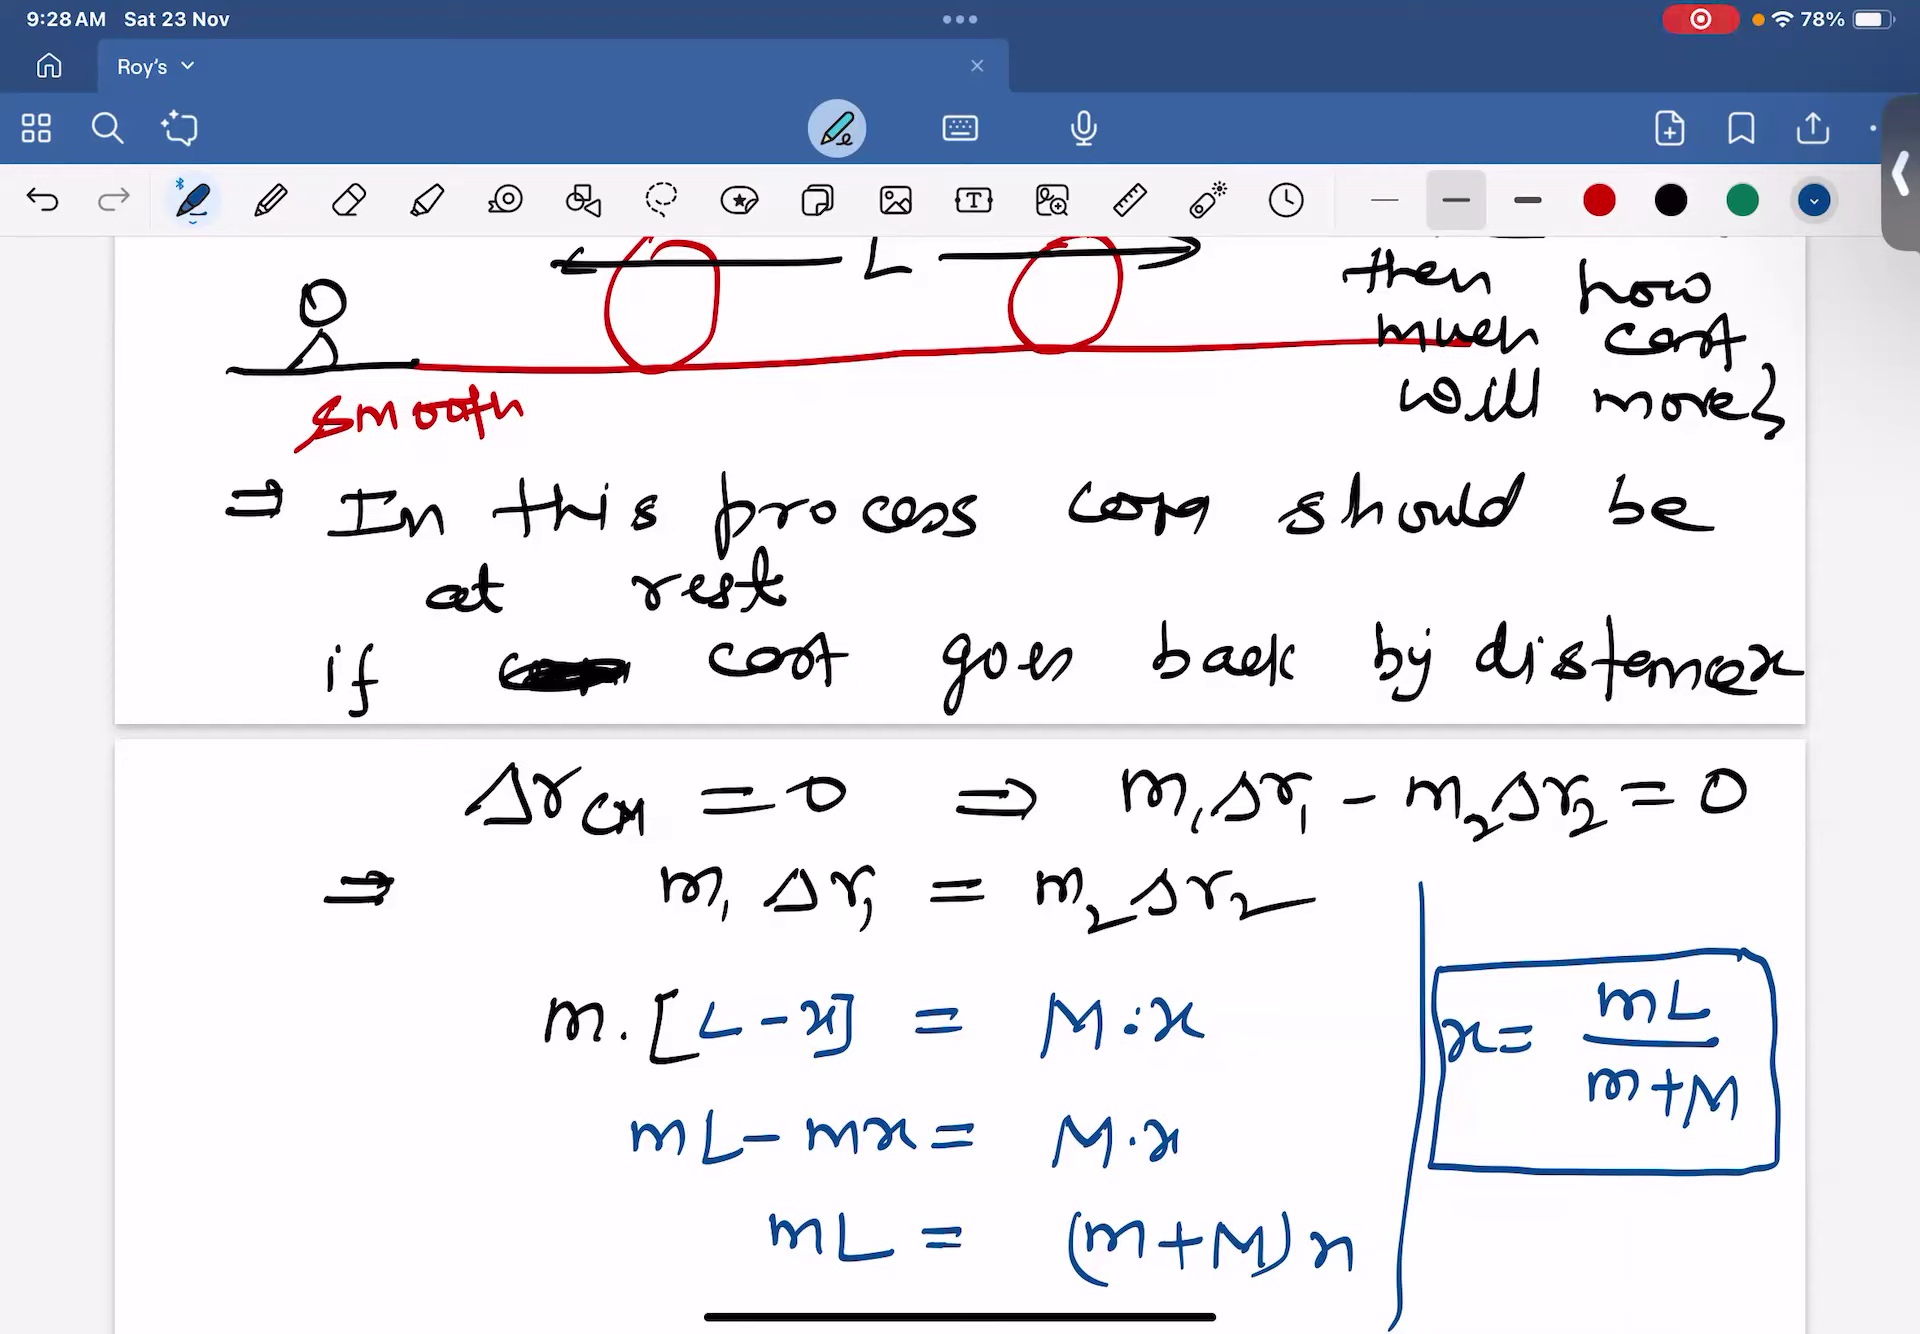 9:28 AM Sat 23 Nov
78%
Roy's
L
then how
much cart
will move?
smooth
⇒ In this process com should be
at rest
if cart goes back by distance x
Δr_CM = 0 ⇒ m₁Δr₁ - m₂Δr₂ = 0
⇒ m₁ Δr₁ = m₂Δr₂
m.[L-x] = M.x
mL - mx = M.x
mL = (m+M)x
x = mL / m+M